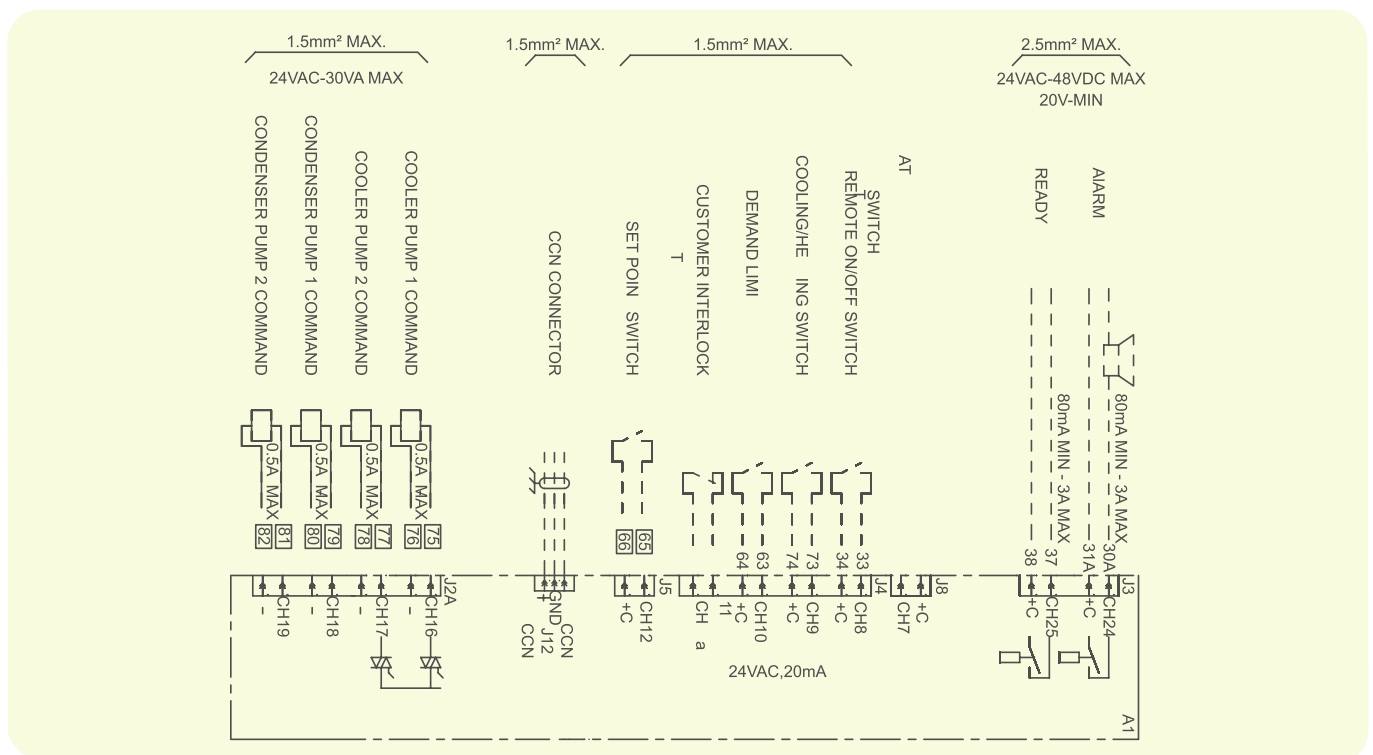 1.5mm² MAX.
24VAC-30VA MAX
1.5mm² MAX.
1.5mm² MAX.
2.5mm² MAX.
24VAC-48VDC MAX
20V-MIN
CONDENSER PUMP 2 COMMAND
CONDENSER PUMP 1 COMMAND
COOLER PUMP 2 COMMAND
COOLER PUMP 1 COMMAND
CCN CONNECTOR
SET POIN SWITCH
T
CUSTOMER INTERLOCK
DEMAND LIMI
COOLING/HE ING SWITCH
REMOTE ON/OFF SWITCH
T
SWITCH
AT
READY
AlARM
0.5A MAX
0.5A MAX
0.5A MAX
0.5A MAX
80mA MIN - 3A MAX
80mA MIN - 3A MAX
82
81
80
79
78
77
76
75
66
65
64
63
74
73
34
33
38
37
31A
30A
J2A
J5
J4
J8
J3
-
CH19
-
CH18
-
CH17
-
CH16
+
GND
CCN
J12
CCN
+C
CH12
CH
11
a
+C
CH10
+C
CH9
+C
CH8
CH7
+C
+C
CH25
+C
CH24
24VAC,20mA
A1